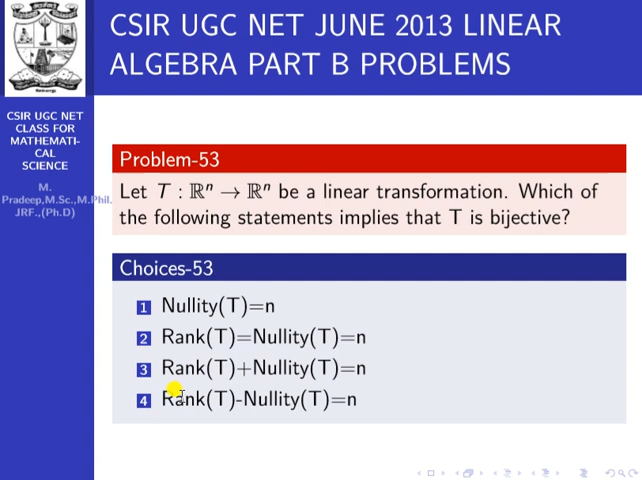 CSIR UGC NET JUNE 2013 LINEAR
ALGEBRA PART B PROBLEMS
CSIR UGC NET
CLASS FOR
MATHEMATI-
CAL
SCIENCE
M.
Pradeep,M.Sc.,M.Phil.
JRF.,(Ph.D)
Problem-53
Let T : ℝⁿ → ℝⁿ be a linear transformation. Which of
the following statements implies that T is bijective?
Choices-53
1 Nullity(T)=n
2 Rank(T)=Nullity(T)=n
3 Rank(T)+Nullity(T)=n
4 Rank(T)-Nullity(T)=n